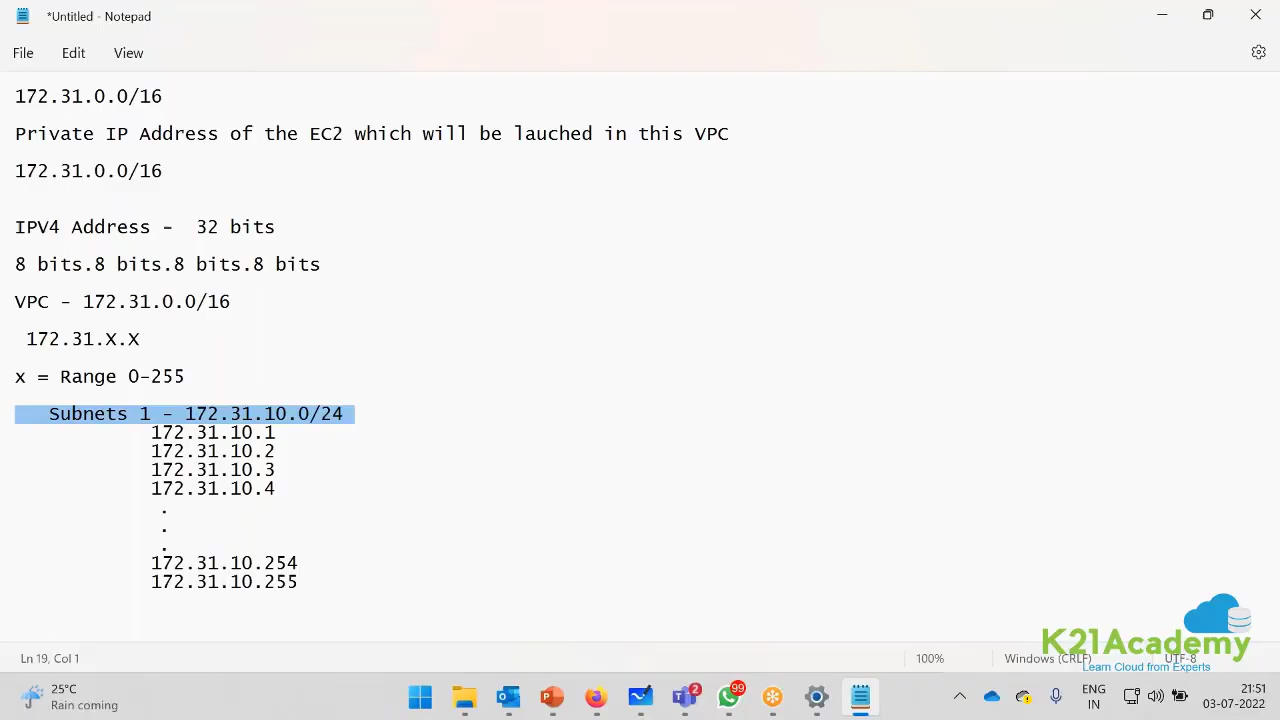 *Untitled - Notepad
File Edit View
172.31.0.0/16
Private IP Address of the EC2 which will be lauched in this VPC
172.31.0.0/16
IPV4 Address - 32 bits
8 bits.8 bits.8 bits.8 bits
VPC - 172.31.0.0/16
172.31.X.X
x = Range 0-255
Subnets 1 - 172.31.10.0/24
172.31.10.1
172.31.10.2
172.31.10.3
172.31.10.4
.
.
.
172.31.10.254
172.31.10.255
K21Academy
Learn Cloud from Experts
Ln 19, Col 1 100% Windows (CRLF) UTF-8
25°C
Rain coming
2
99
ENG
IN
21:51
03-07-2022